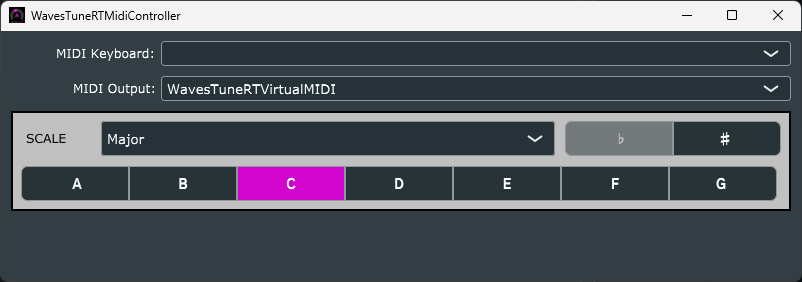 WavesTuneRTMidiController
MIDI Keyboard:
MIDI Output: WavesTuneRTVirtualMIDI
SCALE Major ♭ #
A B C D E F G